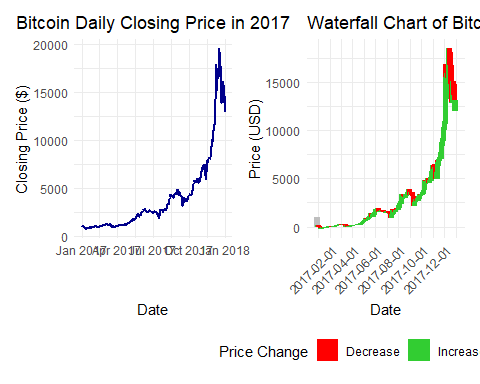 Bitcoin Daily Closing Price in 2017
Closing Price ($)
20000
15000
10000
5000
0
Jan 2017 Apr 2017 Jul 2017 Oct 2017 Jan 2018
Date
Waterfall Chart of Bitc
Price (USD)
15000
10000
5000
0
2017-02-01
2017-04-01
2017-06-01
2017-08-01
2017-10-01
2017-12-01
Date
Price Change Decrease Increas